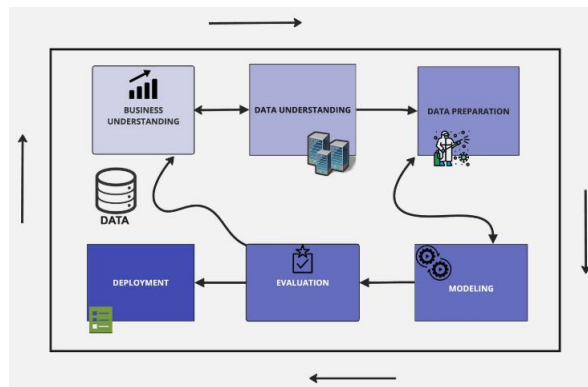 BUSINESS
UNDERSTANDING
DATA UNDERSTANDING
DATA PREPARATION
DATA
DEPLOYMENT
EVALUATION
MODELING